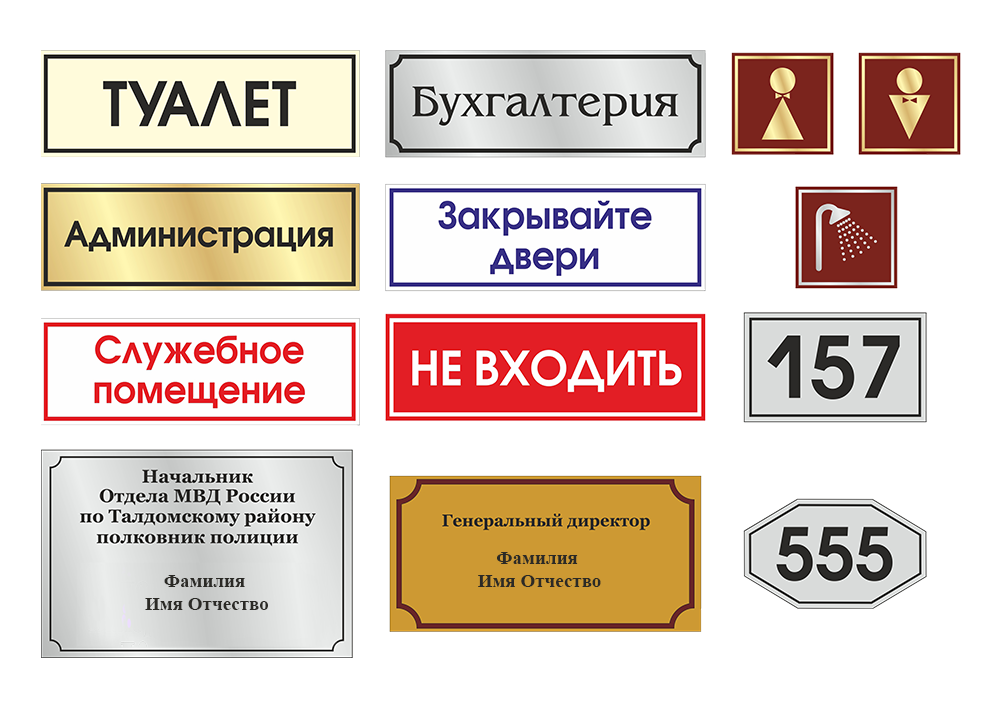 ТУАЛЕТ
Бухгалтерия
Администрация
Закрывайте
двери
Служебное
помещение
НЕ ВХОДИТЬ
157
Начальник
Отдела МВД России
по Талдомскому району
полковник полиции
Фамилия
Имя Отчество
Генеральный директор
Фамилия
Имя Отчество
555